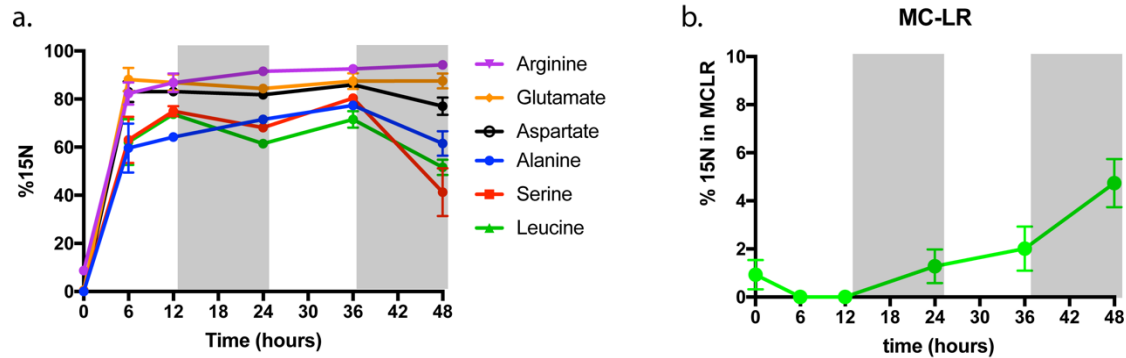 a.
100
80
60
40
20
0
%15N
0 6 12 18 24 30 36 42 48
Time (hours)
Arginine
Glutamate
Aspartate
Alanine
Serine
Leucine
b.
MC-LR
10
8
6
4
2
0
% 15N in MCLR
0 6 12 18 24 30 36 42 48
time (hours)